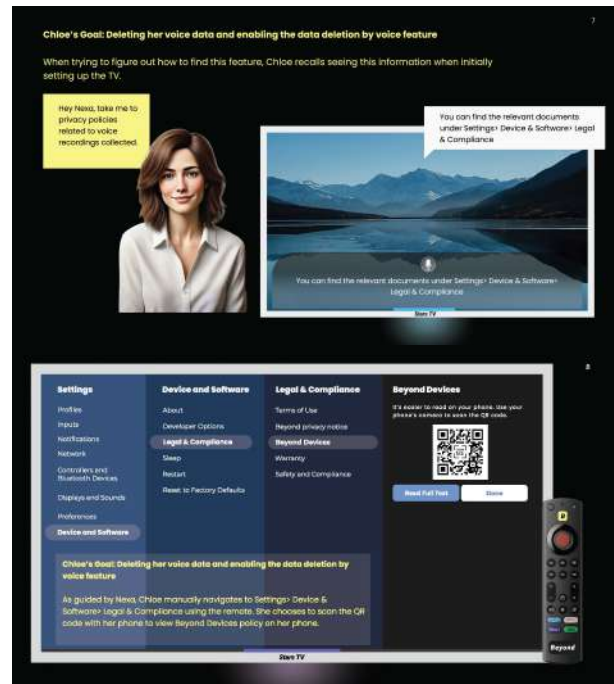 7
Chloe's Goal: Deleting her voice data and enabling the data deletion by voice feature
When trying to figure out how to find this feature, Chloe recalls seeing this information when initially
setting up the TV.
Hey Nexa, take me to
privacy policies
related to voice
recordings collected.
You can find the relevant documents
under Settings> Device & Software> Legal
& Compliance
You can find the relevant documents under Settings> Device & Software>
Legal & Compliance
Stars TV
8
Settings
Profiles
Inputs
Notifications
Network
Controllers and
Bluetooth Devices
Displays and Sounds
Preferences
Device and Software
Device and Software
About
Developer Options
Legal & Compliance
Sleep
Restart
Reset to Factory Defaults
Legal & Compliance
Terms of Use
Beyond privacy notice
Beyond Devices
Warranty
Safety and Compliance
Beyond Devices
It's easier to read on your phone. Use your
phone's camera to scan the QR code.
Read Full Text
Done
Chloe's Goal: Deleting her voice data and enabling the data deletion by
voice feature
As guided by Nexa, Chloe manually navigates to Settings> Device &
Software> Legal & Compliance using the remote. She chooses to scan the QR
code with her phone to view Beyond Devices policy on her phone.
Stars TV
Beyond